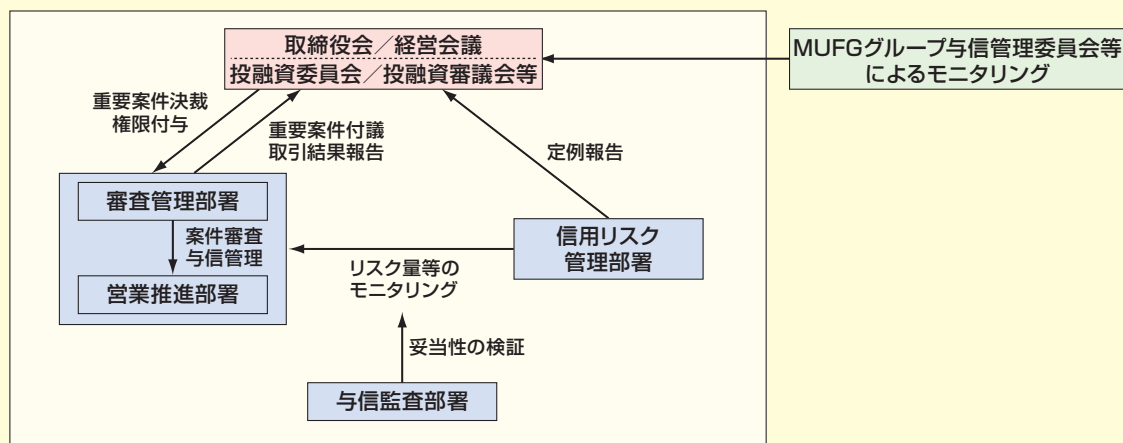 取締役会／経営会議
投融資委員会／投融資審議会等
MUFGグループ与信管理委員会等
によるモニタリング
重要案件決裁
権限付与
重要案件付議
取引結果報告
定例報告
審査管理部署
案件審査
与信管理
営業推進部署
信用リスク
管理部署
リスク量等の
モニタリング
妥当性の検証
与信監査部署